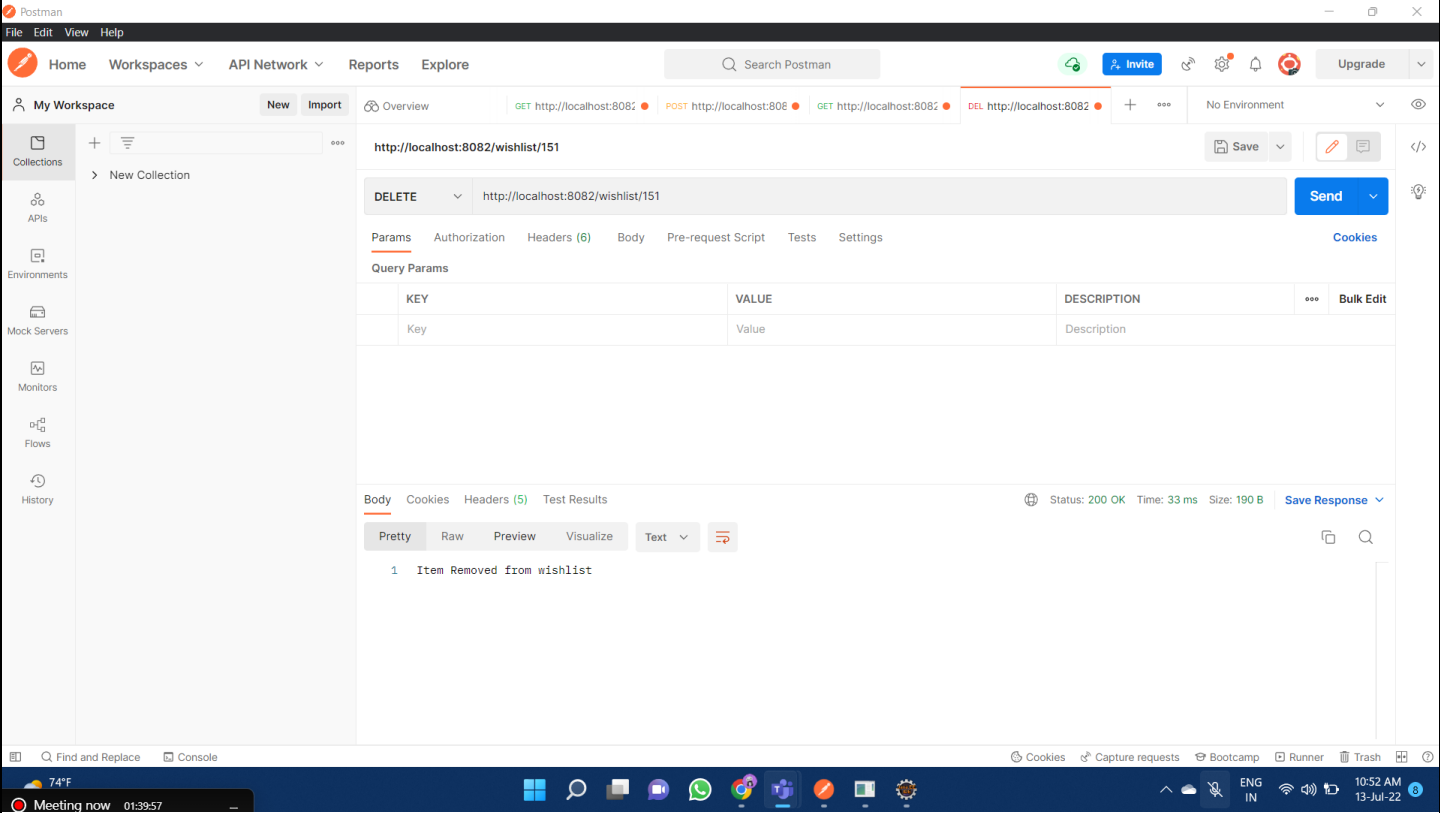 Postman
File Edit View Help
Home Workspaces API Network Reports Explore Search Postman Invite Upgrade
My Workspace New Import Overview GET http://localhost:8082 POST http://localhost:808 GET http://localhost:8082 DEL http://localhost:8082 No Environment
Collections
New Collection
APIs
Environments
Mock Servers
Monitors
Flows
History
http://localhost:8082/wishlist/151 Save
DELETE http://localhost:8082/wishlist/151 Send
Params Authorization Headers (6) Body Pre-request Script Tests Settings Cookies
Query Params
KEY VALUE DESCRIPTION Bulk Edit
Key Value Description
Body Cookies Headers (5) Test Results Status: 200 OK Time: 33 ms Size: 190 B Save Response
Pretty Raw Preview Visualize Text
1 Item Removed from wishlist
Find and Replace Console Cookies Capture requests Bootcamp Runner Trash
74°F
Meeting now 01:39:57
ENG
IN
10:52 AM
13-Jul-22
8